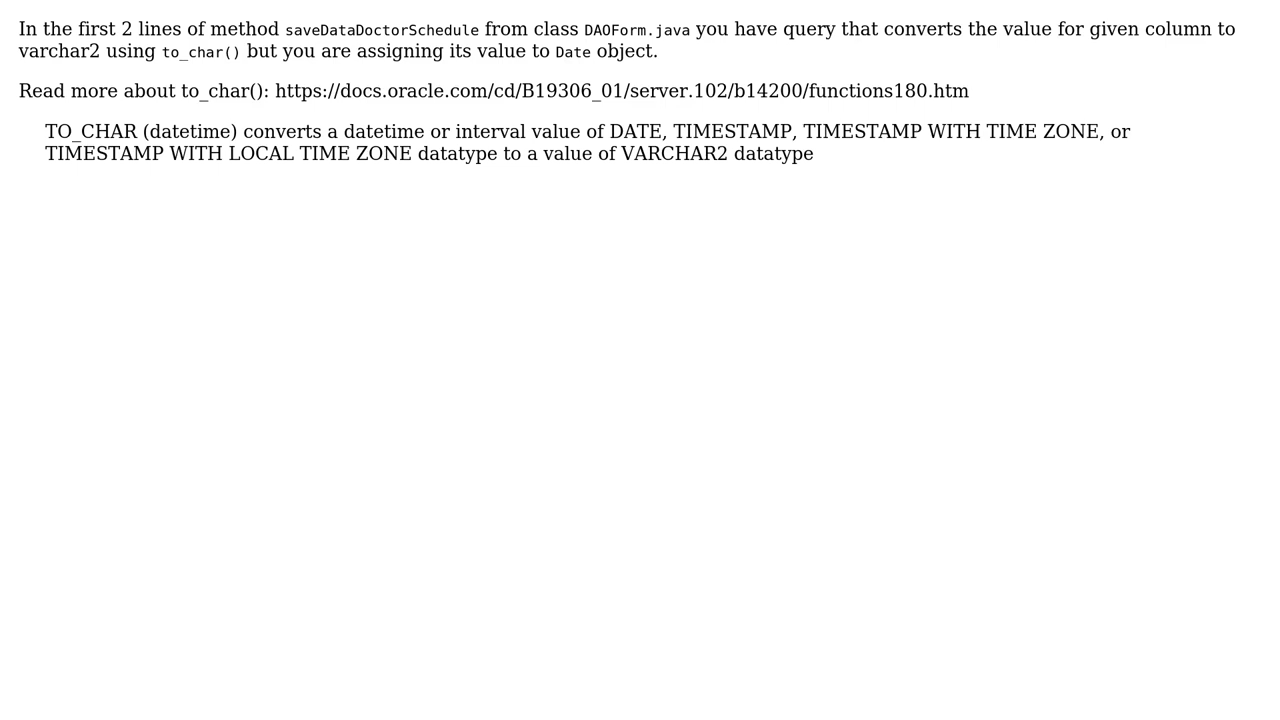 In the first 2 lines of method saveDataDoctorSchedule from class DAOForm.java you have query that converts the value for given column to
varchar2 using to_char() but you are assigning its value to Date object.
Read more about to_char(): https://docs.oracle.com/cd/B19306_01/server.102/b14200/functions180.htm
TO_CHAR (datetime) converts a datetime or interval value of DATE, TIMESTAMP, TIMESTAMP WITH TIME ZONE, or
TIMESTAMP WITH LOCAL TIME ZONE datatype to a value of VARCHAR2 datatype